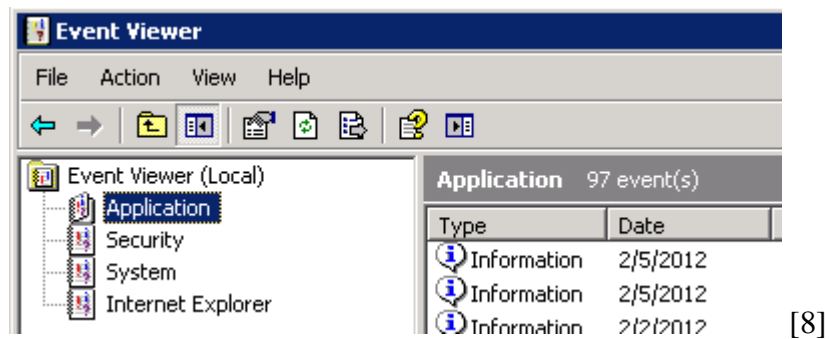 Event Viewer
File Action View Help
Event Viewer (Local)
Application
Security
System
Internet Explorer
Application 97 event(s)
Type Date
Information 2/5/2012
Information 2/5/2012
Information 2/2/2012
[8]